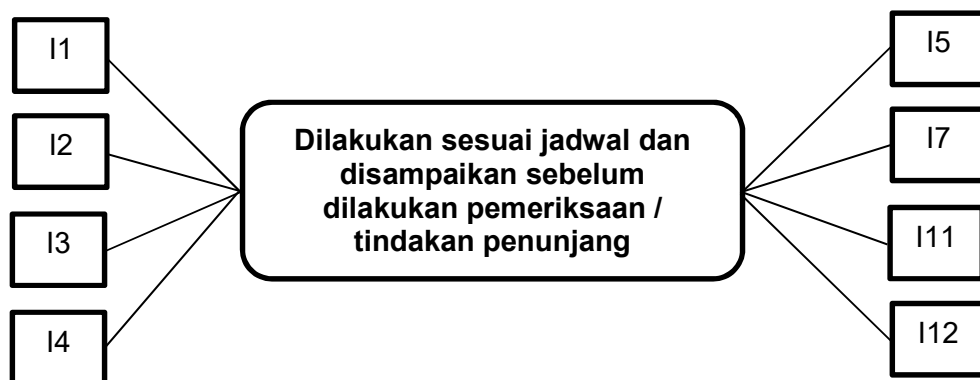 I1
I2
I3
I4
Dilakukan sesuai jadwal dan
disampaikan sebelum
dilakukan pemeriksaan /
tindakan penunjang
I5
I7
I11
I12